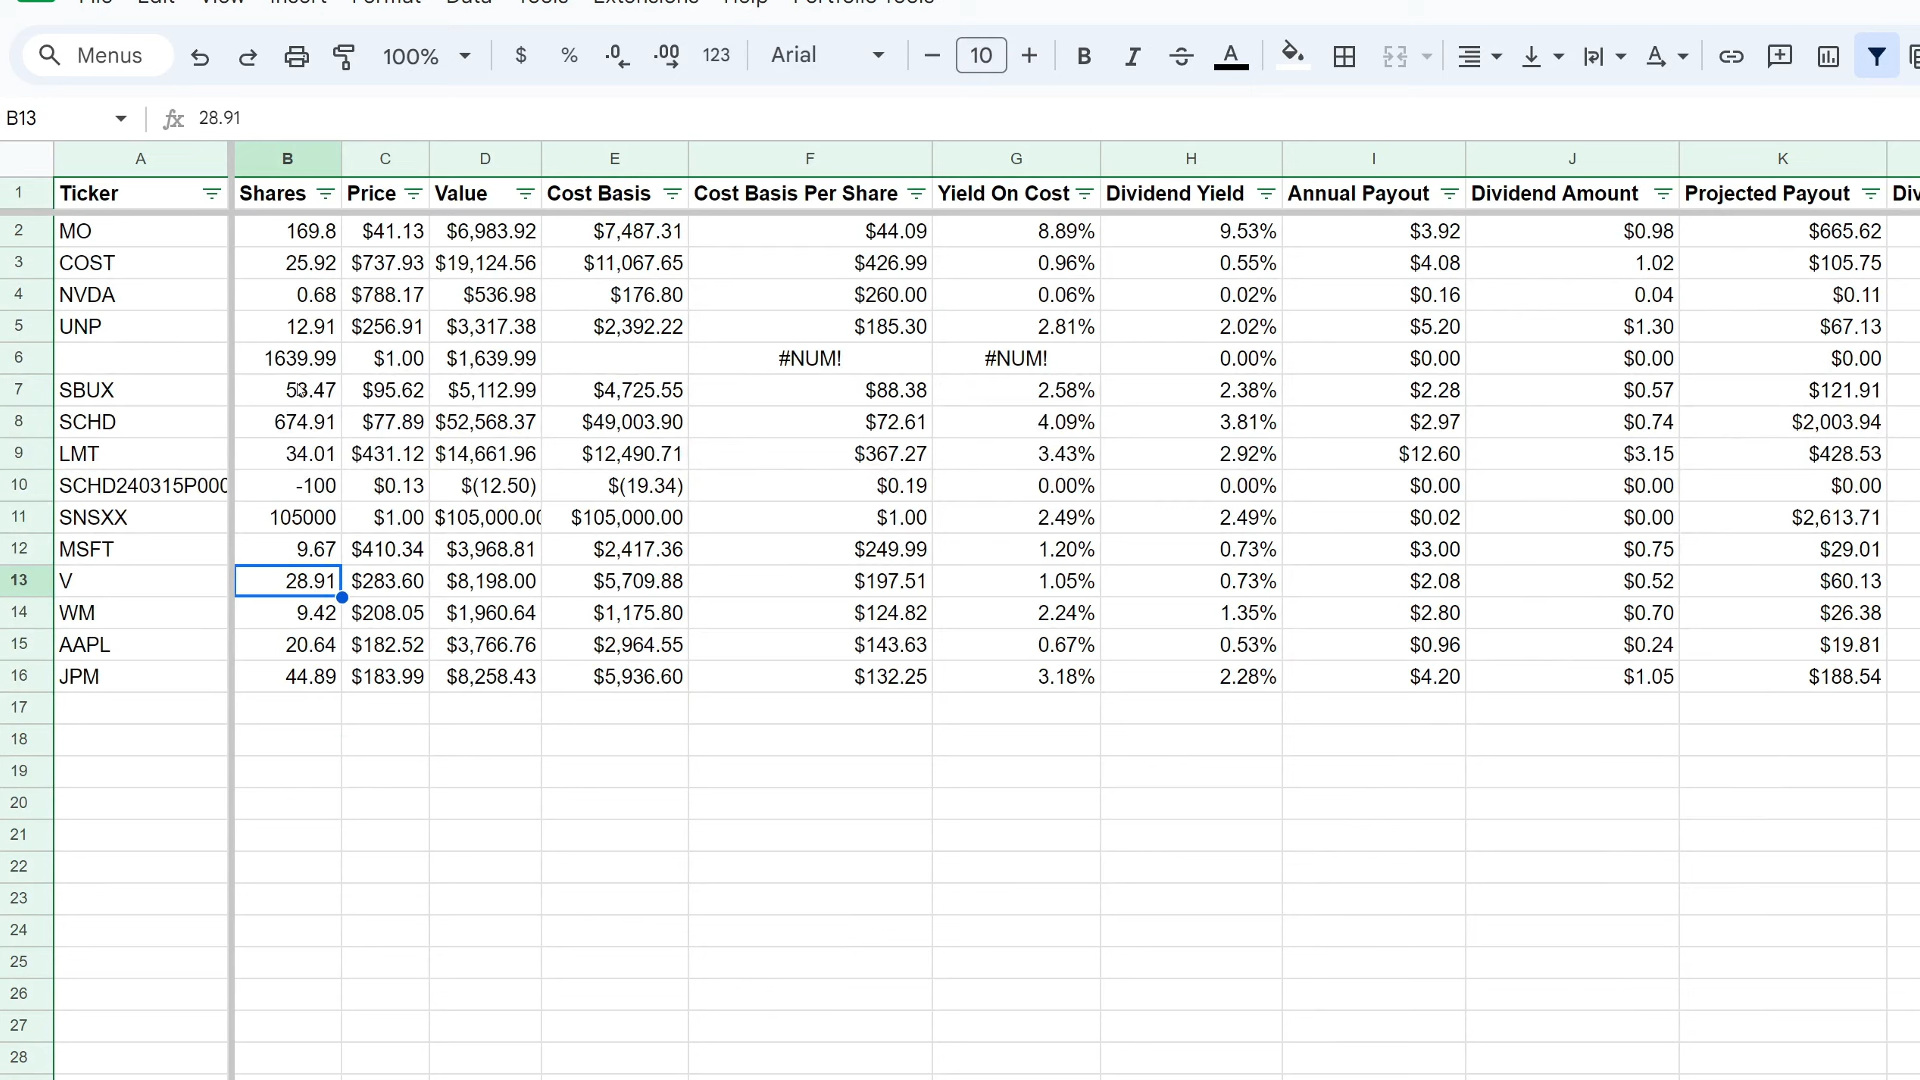 Menus 100% $ % .0 .00 123 Arial 10 B I A
B13 fx 28.91
A B C D E F G H I J K
1 Ticker Shares Price Value Cost Basis Cost Basis Per Share Yield On Cost Dividend Yield Annual Payout Dividend Amount Projected Payout
2 MO 169.8 $41.13 $6,983.92 $7,487.31 $44.09 8.89% 9.53% $3.92 $0.98 $665.62
3 COST 25.92 $737.93 $19,124.56 $11,067.65 $426.99 0.96% 0.55% $4.08 1.02 $105.75
4 NVDA 0.68 $788.17 $536.98 $176.80 $260.00 0.06% 0.02% $0.16 0.04 $0.11
5 UNP 12.91 $256.91 $3,317.38 $2,392.22 $185.30 2.81% 2.02% $5.20 $1.30 $67.13
6 1639.99 $1.00 $1,639.99 #NUM! #NUM! 0.00% $0.00 $0.00 $0.00
7 SBUX 53.47 $95.62 $5,112.99 $4,725.55 $88.38 2.58% 2.38% $2.28 $0.57 $121.91
8 SCHD 674.91 $77.89 $52,568.37 $49,003.90 $72.61 4.09% 3.81% $2.97 $0.74 $2,003.94
9 LMT 34.01 $431.12 $14,661.96 $12,490.71 $367.27 3.43% 2.92% $12.60 $3.15 $428.53
10 SCHD240315P000 -100 $0.13 $(12.50) $(19.34) $0.19 0.00% 0.00% $0.00 $0.00 $0.00
11 SNSXX 105000 $1.00 $105,000.00 $105,000.00 $1.00 2.49% 2.49% $0.02 $0.00 $2,613.71
12 MSFT 9.67 $410.34 $3,968.81 $2,417.36 $249.99 1.20% 0.73% $3.00 $0.75 $29.01
13 V 28.91 $283.60 $8,198.00 $5,709.88 $197.51 1.05% 0.73% $2.08 $0.52 $60.13
14 WM 9.42 $208.05 $1,960.64 $1,175.80 $124.82 2.24% 1.35% $2.80 $0.70 $26.38
15 AAPL 20.64 $182.52 $3,766.76 $2,964.55 $143.63 0.67% 0.53% $0.96 $0.24 $19.81
16 JPM 44.89 $183.99 $8,258.43 $5,936.60 $132.25 3.18% 2.28% $4.20 $1.05 $188.54
17
18
19
20
21
22
23
24
25
26
27
28